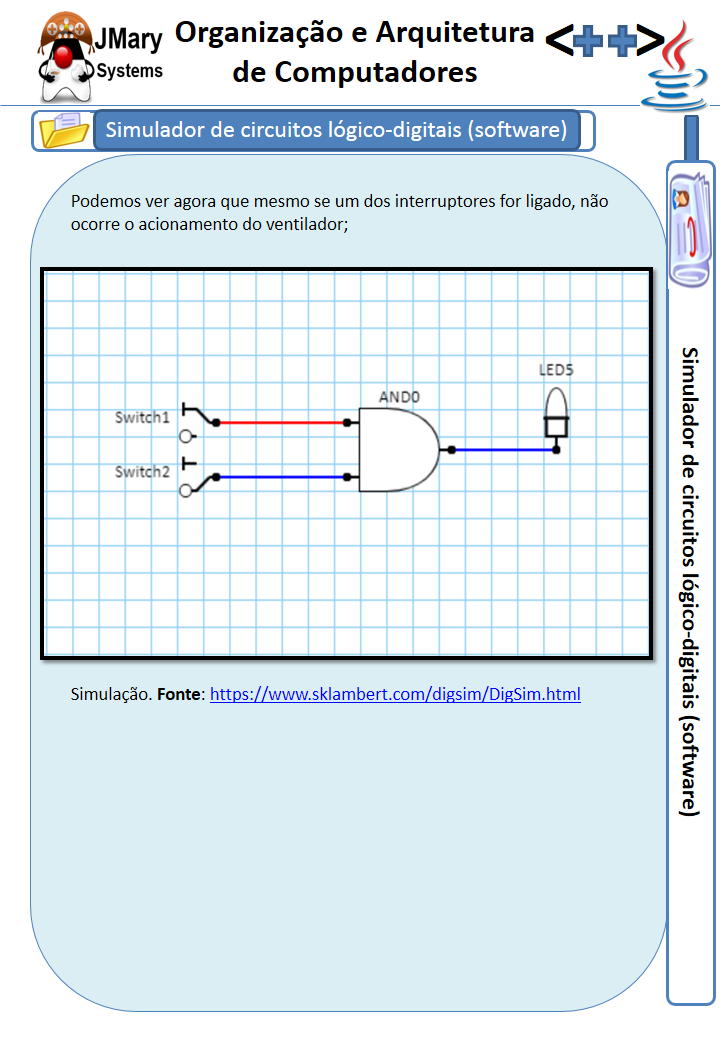 JMary
Systems
Organização e Arquitetura
de Computadores
<++>
Simulador de circuitos lógico-digitais (software)
Podemos ver agora que mesmo se um dos interruptores for ligado, não
ocorre o acionamento do ventilador;
LED5
AND0
Switch1
Switch2
Simulação. Fonte: https://www.sklambert.com/digsim/DigSim.html
Simulador de circuitos lógico-digitais (software)